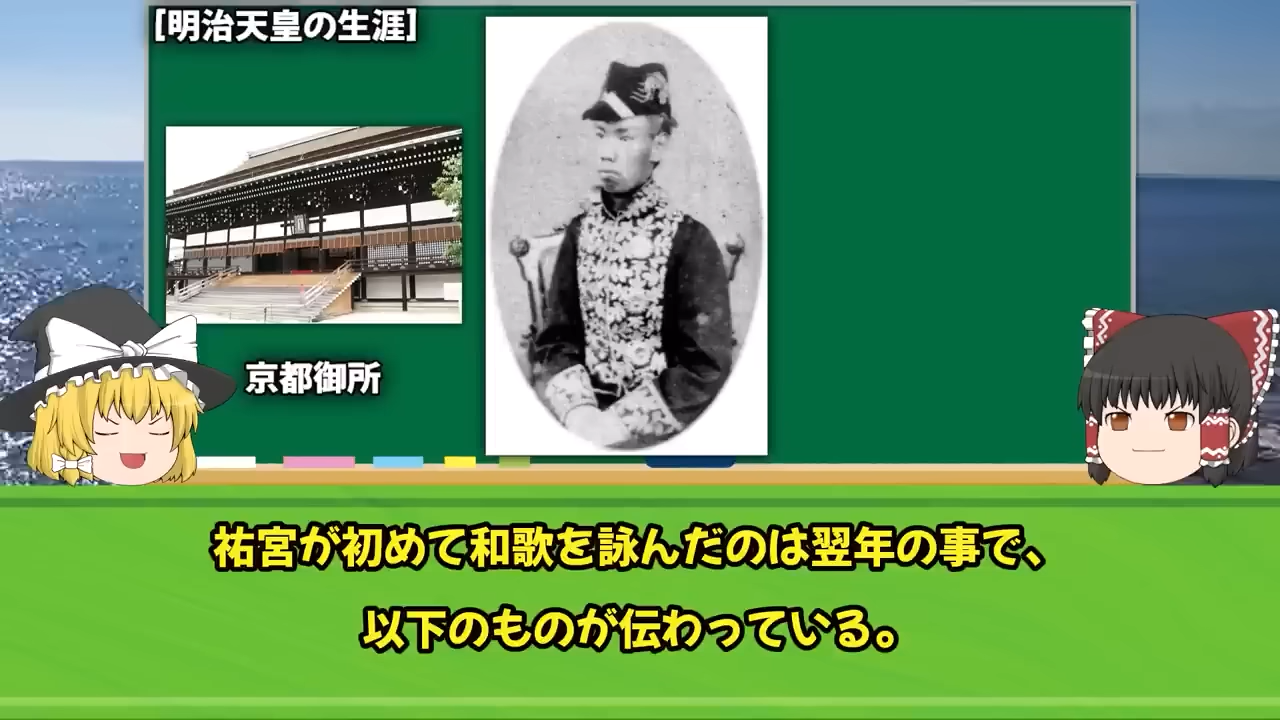 [明治天皇の生涯]
京都御所
祐宮が初めて和歌を詠んだのは翌年の事で、
以下のものが伝わっている。